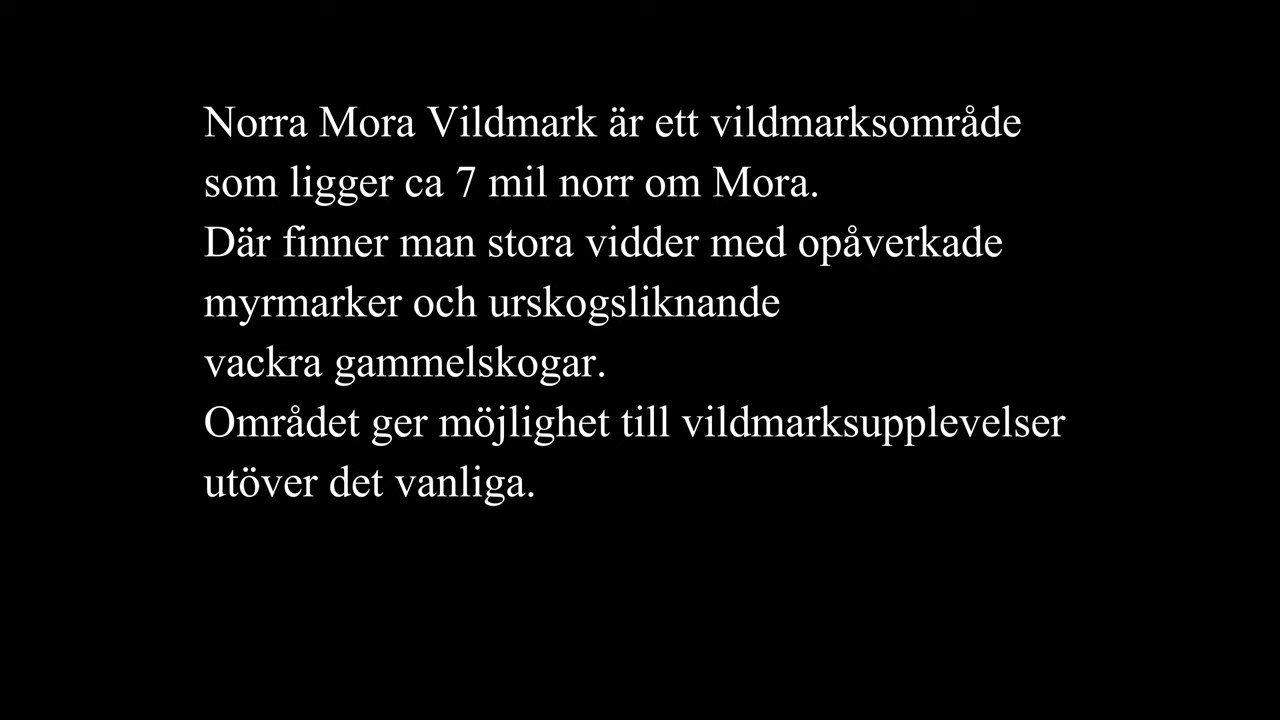 Norra Mora Vildmark är ett vildmarksområde
som ligger ca 7 mil norr om Mora.
Där finner man stora vidder med opåverkade
myrmarker och urskogsliknande
vackra gammelskogar.
Området ger möjlighet till vildmarksupplevelser
utöver det vanliga.